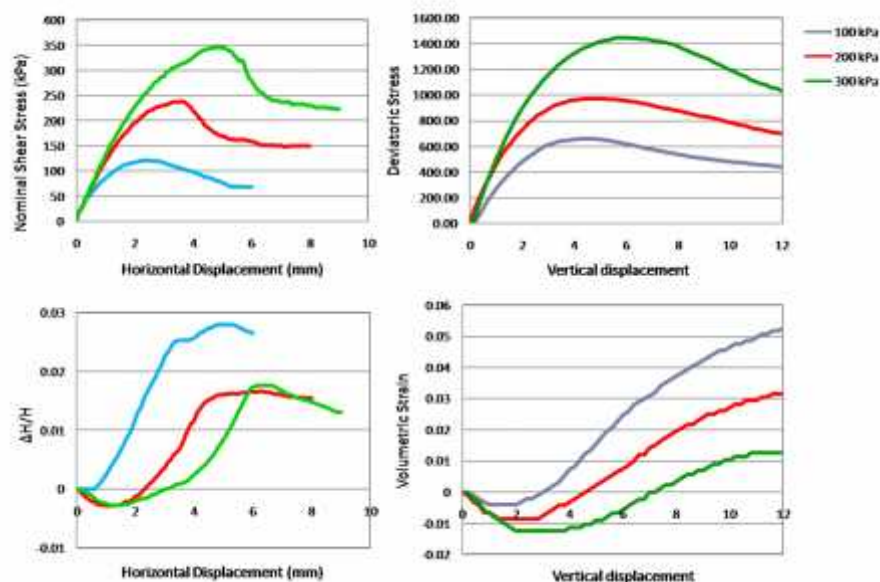 400
350
300
250
200
150
100
50
0
Nominal Shear Stress (kPa)
0 2 4 6 8 10
Horizontal Displacement (mm)
1600.00
1400.00
1200.00
1000.00
800.00
600.00
400.00
200.00
0.00
Deviatoric Stress
0 2 4 6 8 10 12
Vertical displacement
100 kPa
200 kPa
300 kPa
0.03
0.02
0.01
0
-0.01
ΔH/H
0 2 4 6 8 10
Horizontal Displacement (mm)
0.06
0.05
0.04
0.03
0.02
0.01
0
-0.01
-0.02
Volumetric Strain
0 2 4 6 8 10 12
Vertical displacement